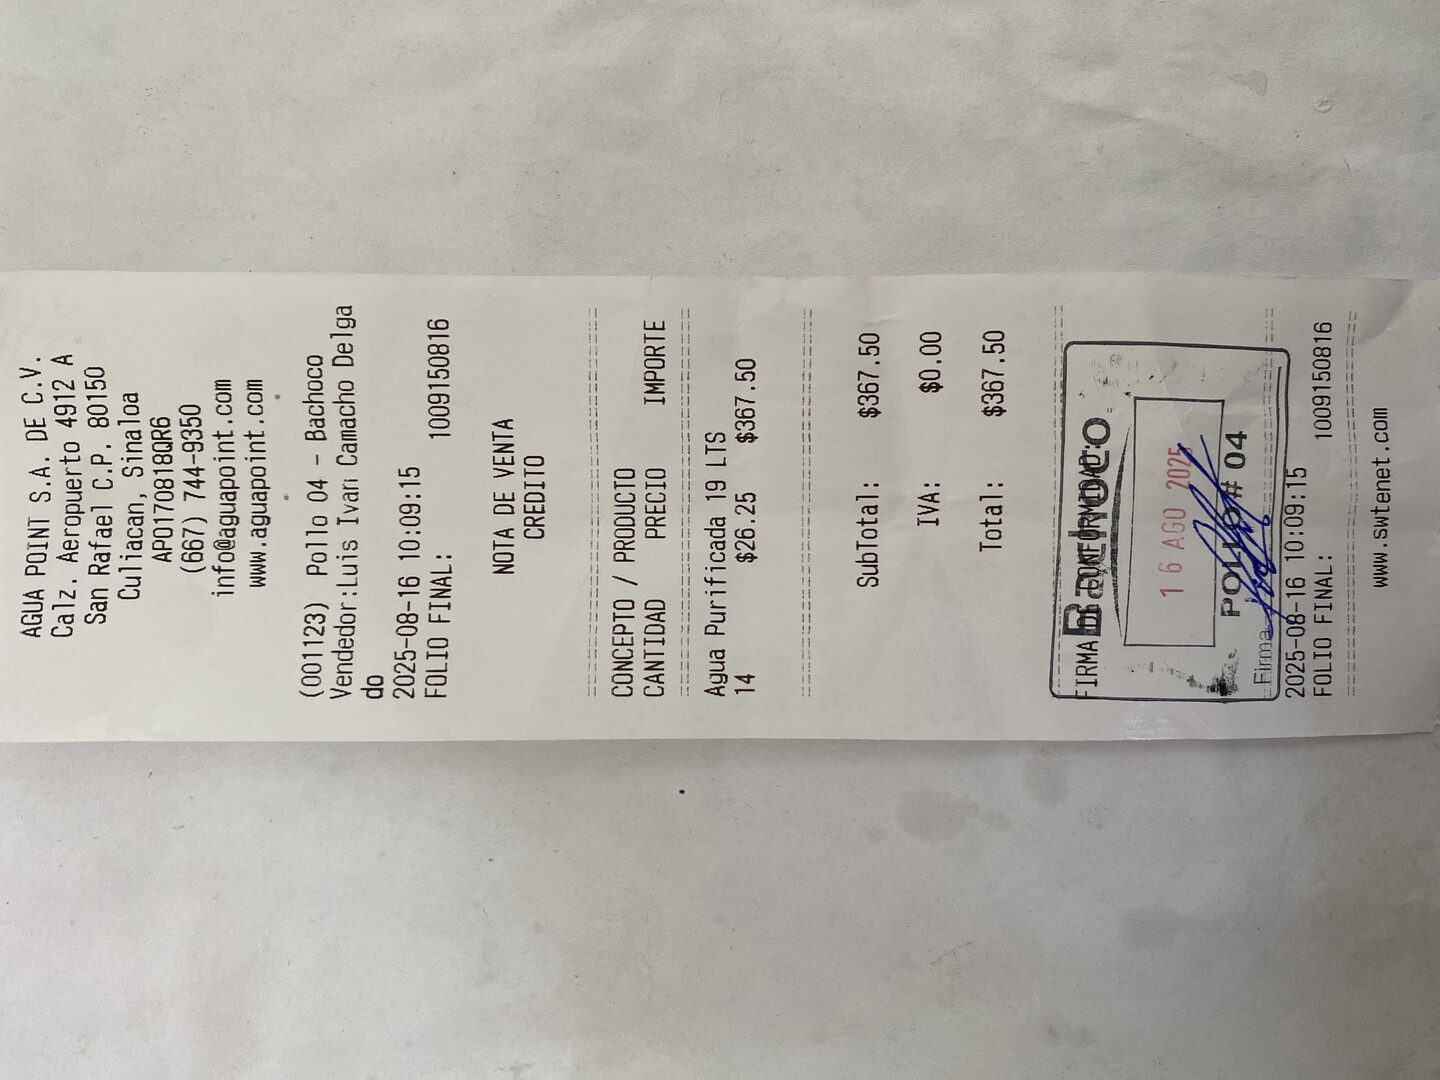 AGUA POINT S.A. DE C.V.
Calz. Aeropuerto 4912 A
San Rafael C.P. 80150
Culiacan, Sinaloa
APO170818QR6
(667) 744-9350
info@aguapoint.com
www.aguapoint.com
(001123) Pollo 04 - Bachoco
Vendedor:Luis Ivan Camacho Delga
do
2025-08-16 10:09:15
FOLIO FINAL: 1009150816
NOTA DE VENTA
CREDITO
CONCEPTO / PRODUCTO
CANTIDAD PRECIO IMPORTE
Agua Purificada 19 LTS
14 $26.25 $367.50
SubTotal: $367.50
IVA: $0.00
Total: $367.50
FIRMA DE CONFORMIDAD:
Bachoco
16 AGO 2025
POLLO # 04
Firma
2025-08-16 10:09:15
FOLIO FINAL: 1009150816
www.swtenet.com